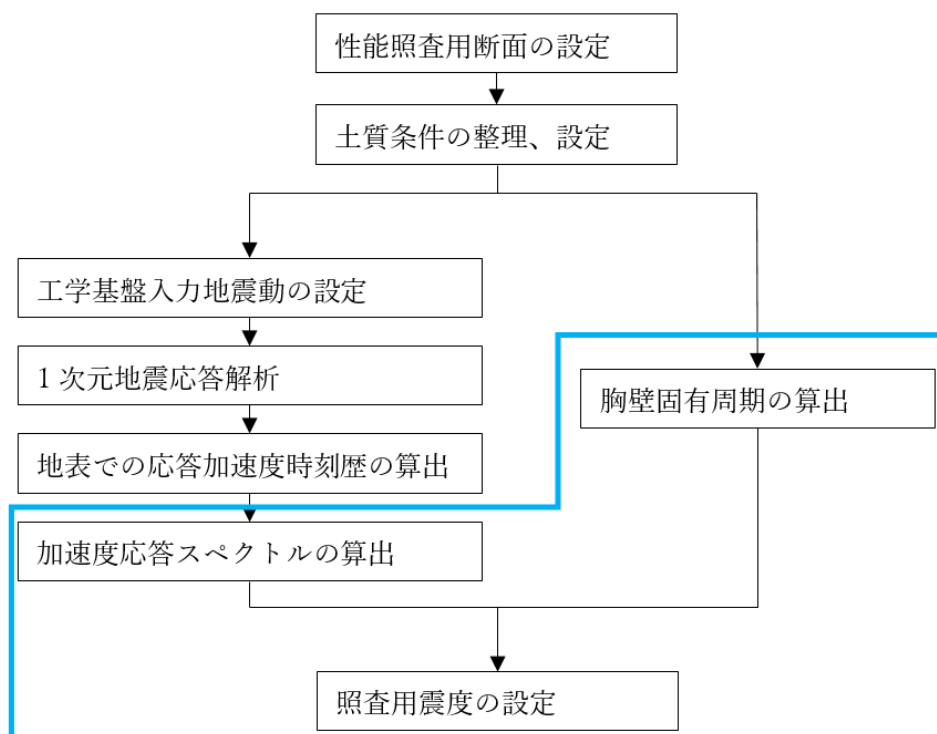 性能照査用断面の設定
土質条件の整理、設定
工学基盤入力地震動の設定
1 次元地震応答解析
地表での応答加速度時刻歴の算出
加速度応答スペクトルの算出
胸壁固有周期の算出
照査用震度の設定